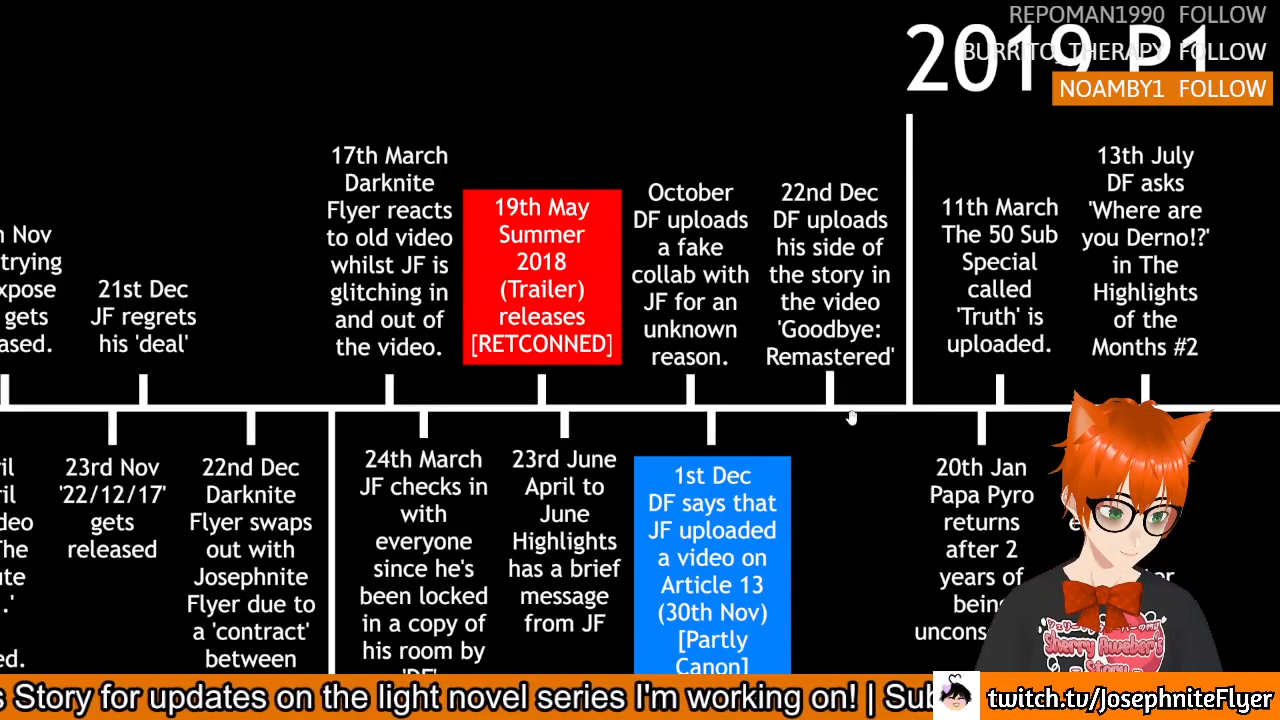 REPOMAN1990 FOLLOW
BURRITO_THERAPY FOLLOW
NOAMBY1 FOLLOW
2019 P1
Nov
trying
gets
21st Dec
JF regrets
his 'deal'
17th March
Darknite
Flyer reacts
to old video
whilst JF is
glitching in
and out of
the video.
19th May
Summer
2018
(Trailer)
releases
[RETCONNED]
October
DF uploads
a fake
collab with
JF for an
unknown
reason.
22nd Dec
DF uploads
his side of
the story in
the video
'Goodbye:
Remastered'
11th March
The 50 Sub
Special
called
'Truth' is
uploaded.
13th July
DF asks
'Where are
you Derno!?'
in The
Highlights
of the
Months #2
23rd Nov
'22/12/17'
gets
released
22nd Dec
Darknite
Flyer swaps
out with
Josephnite
Flyer due to
a 'contract'
between
24th March
JF checks in
with
everyone
since he's
been locked
in a copy of
his room by
'DF'
23rd June
April to
June
Highlights
has a brief
message
from JF
1st Dec
DF says that
JF uploaded
a video on
Article 13
(30th Nov)
[Partly
Canon]
20th Jan
Papa Pyro
returns
after 2
years of
Sherry Aweber's
Story
s Story for updates on the light novel series I'm working on! | Sub
twitch.tv/JosephniteFlyer